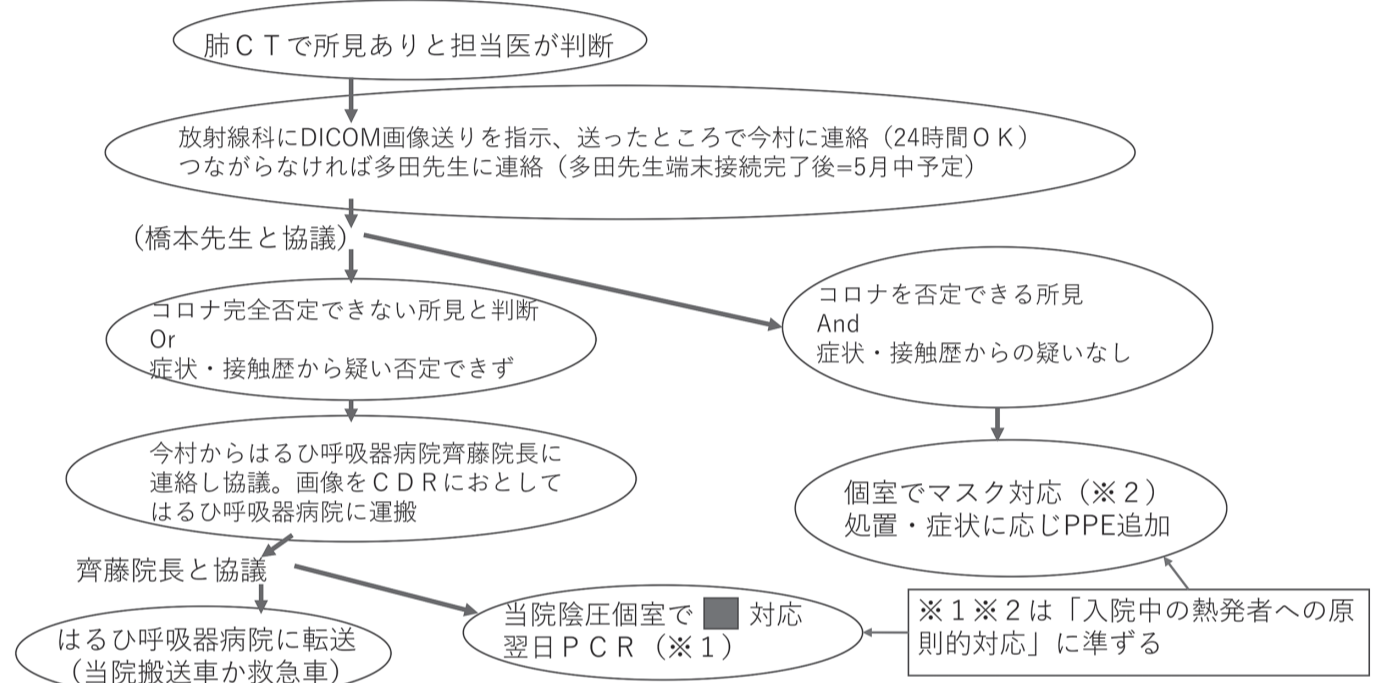 肺ＣＴで所見ありと担当医が判断
放射線科にDICOM画像送りを指示、送ったところで今村に連絡（24時間ＯＫ）
つながらなければ多田先生に連絡（多田先生端末接続完了後=5月中予定）
（橋本先生と協議）
コロナ完全否定できない所見と判断
Or
症状・接触歴から疑い否定できず
コロナを否定できる所見
And
症状・接触歴からの疑いなし
今村からはるひ呼吸器病院齊藤院長に
連絡し協議。画像をＣＤＲにおとして
はるひ呼吸器病院に運搬
個室でマスク対応（※２）
処置・症状に応じPPE追加
齊藤院長と協議
はるひ呼吸器病院に転送
（当院搬送車か救急車）
当院陰圧個室で 対応
翌日ＰＣＲ（※１）
※１※２は「入院中の熱発者への原
則的対応」に準ずる